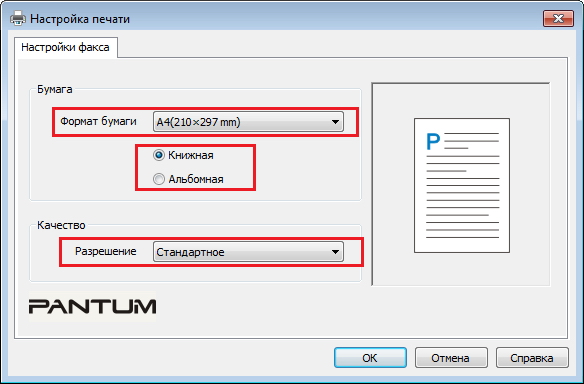 Настройка печати
Настройки факса
Бумага
Формат бумаги A4(210×297 mm)
Книжная
Альбомная
P
Качество
Разрешение Стандартное
PANTUM
OK Отмена Справка